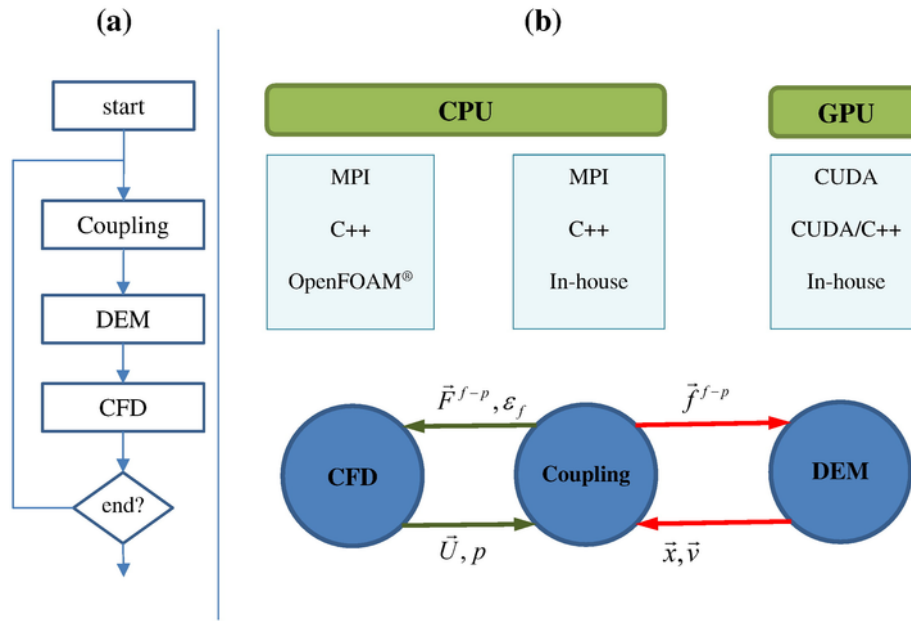 (a)
start
Coupling
DEM
CFD
end?
(b)
CPU
GPU
MPI
C++
OpenFOAM®
MPI
C++
In-house
CUDA
CUDA/C++
In-house
F⃗ᶠ⁻ᵖ, ε_f
f⃗ᶠ⁻ᵖ
CFD
Coupling
DEM
U⃗, p
x⃗, v⃗